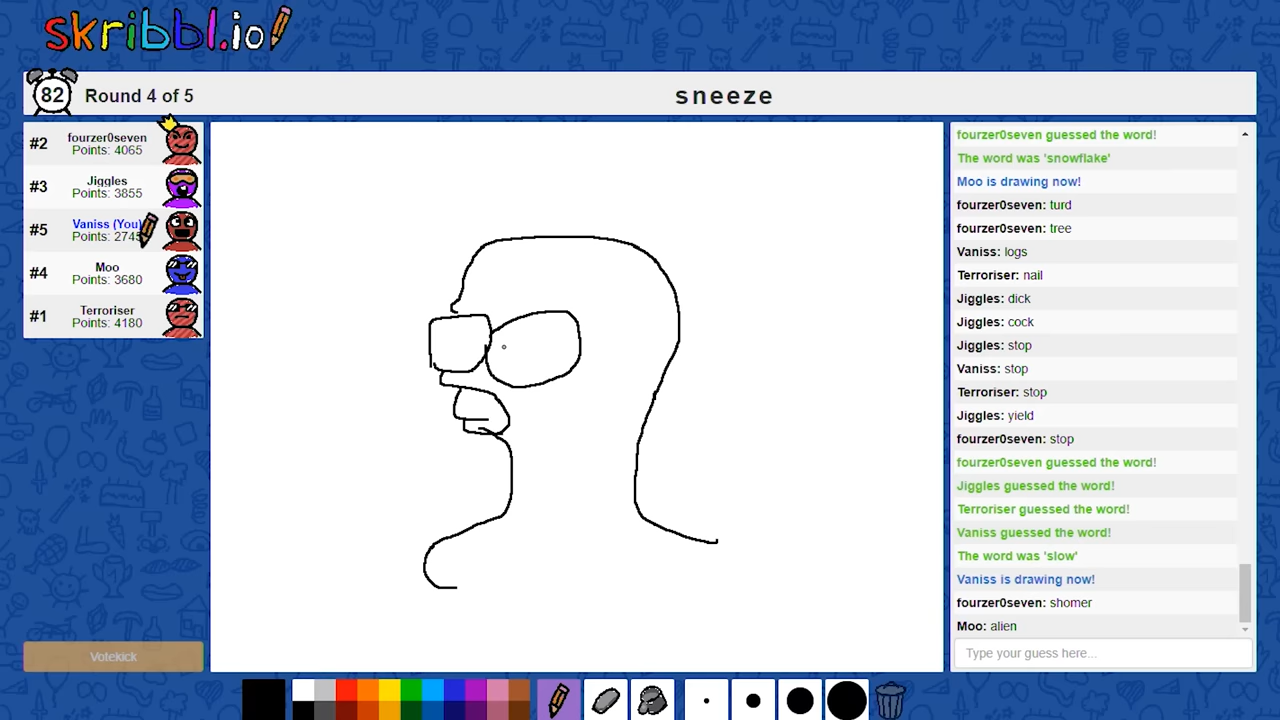 skribbl.io
82
Round 4 of 5
sneeze
#2
fourzer0seven
Points: 4065
#3
Jiggles
Points: 3855
#5
Vaniss (You)
Points: 2745
#4
Moo
Points: 3680
#1
Terroriser
Points: 4180
Votekick
fourzer0seven guessed the word!
The word was 'snowflake'
Moo is drawing now!
fourzer0seven: turd
fourzer0seven: tree
Vaniss: logs
Terroriser: nail
Jiggles: dick
Jiggles: cock
Jiggles: stop
Vaniss: stop
Terroriser: stop
Jiggles: yield
fourzer0seven: stop
fourzer0seven guessed the word!
Jiggles guessed the word!
Terroriser guessed the word!
Vaniss guessed the word!
The word was 'slow'
Vaniss is drawing now!
fourzer0seven: shomer
Moo: alien
Type your guess here...